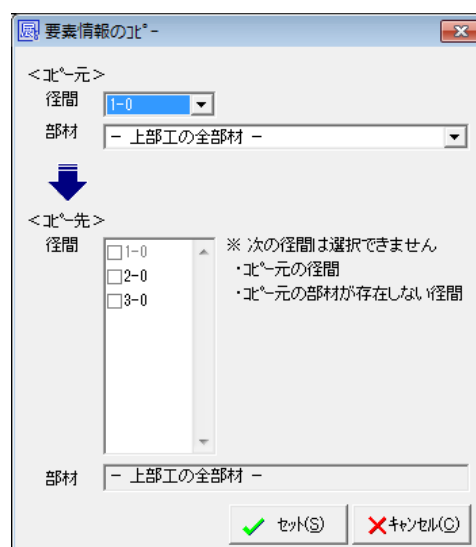 要素情報のｺﾋﾟｰ
<ｺﾋﾟｰ元>
径間 1-0
部材 － 上部工の全部材 －
<ｺﾋﾟｰ先>
径間 1-0 ※ 次の径間は選択できません
2-0 ・ｺﾋﾟｰ元の径間
3-0 ・ｺﾋﾟｰ元の部材が存在しない径間
部材 － 上部工の全部材 －
セット(S) キャンセル(C)